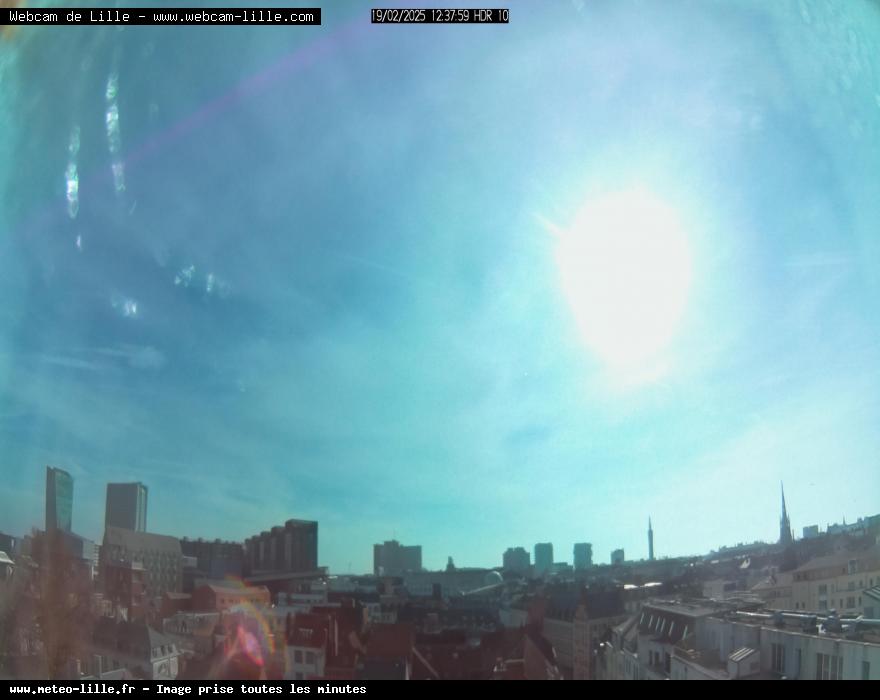 Webcam de Lille - www.webcam-lille.com
19/02/2025 12:37:59 HDR 10
www.meteo-lille.fr - Image prise toutes les minutes